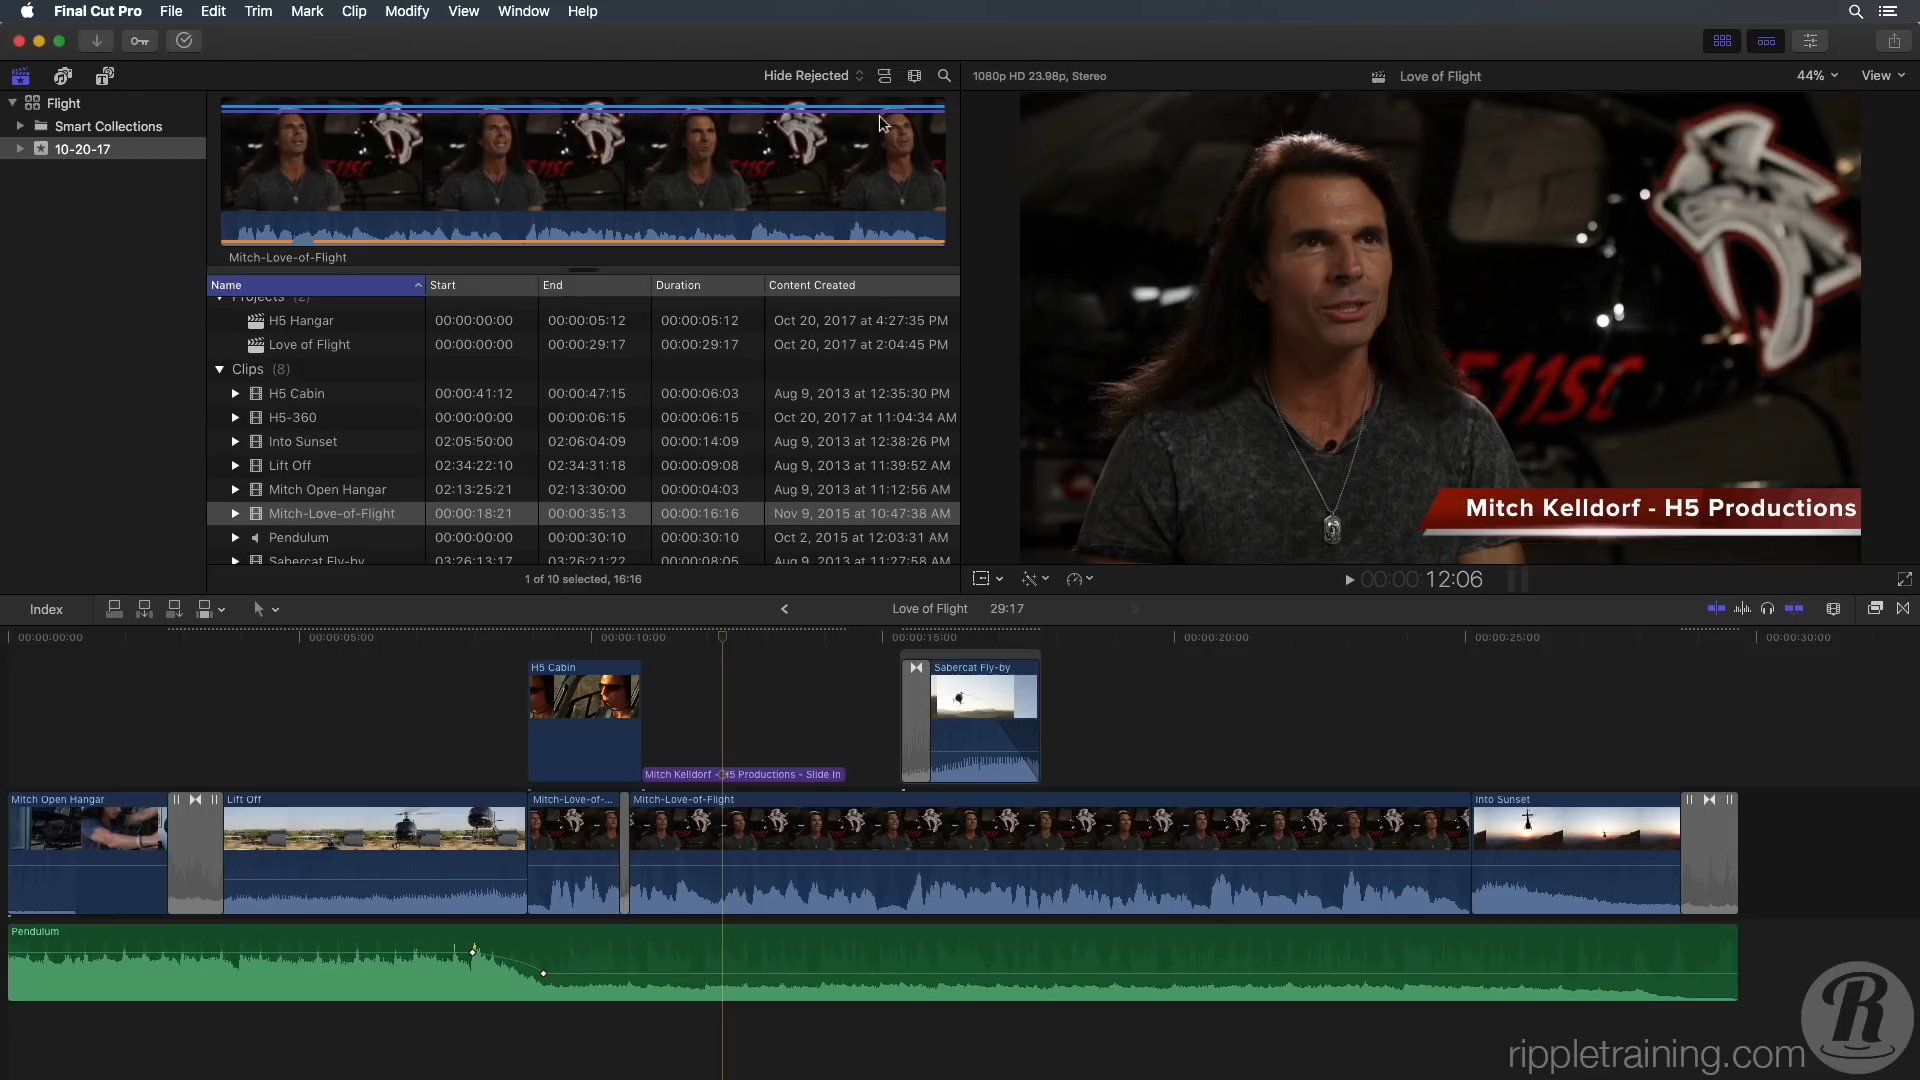 Final Cut Pro File Edit Trim Mark Clip Modify View Window Help
Hide Rejected
1080p HD 23.98p, Stereo
Love of Flight
44%
View
Flight
Smart Collections
10-20-17
Mitch-Love-of-Flight
Name Start End Duration Content Created
Projects (2)
H5 Hangar 00:00:00:00 00:00:05:12 00:00:05:12 Oct 20, 2017 at 4:27:35 PM
Love of Flight 00:00:00:00 00:00:29:17 00:00:29:17 Oct 20, 2017 at 2:04:45 PM
Clips (8)
H5 Cabin 00:00:41:12 00:00:47:15 00:00:06:03 Aug 9, 2013 at 12:35:30 PM
H5-360 00:00:00:00 00:00:06:15 00:00:06:15 Oct 20, 2017 at 11:04:34 AM
Into Sunset 02:05:50:00 02:06:04:09 00:00:14:09 Aug 9, 2013 at 12:38:26 PM
Lift Off 02:34:22:10 02:34:31:18 00:00:09:08 Aug 9, 2013 at 11:39:52 AM
Mitch Open Hangar 02:13:25:21 02:13:30:00 00:00:04:03 Aug 9, 2013 at 11:12:56 AM
Mitch-Love-of-Flight 00:00:18:21 00:00:35:13 00:00:16:16 Nov 9, 2015 at 10:47:38 AM
Pendulum 00:00:00:00 00:00:30:10 00:00:30:10 Oct 2, 2015 at 12:03:31 AM
Sabercat Fly-by 03:26:13:17 03:26:21:22 00:00:08:05 Aug 9, 2013 at 11:27:58 AM
1 of 10 selected, 16:16
511SC
Mitch Kelldorf - H5 Productions
00:00:12:06
Index
Love of Flight 29:17
00:00:00:00 00:00:05:00 00:00:10:00 00:00:15:00 00:00:20:00 00:00:25:00 00:00:30:00
H5 Cabin
Sabercat Fly-by
Mitch Kelldorf - H5 Productions - Slide In
Mitch Open Hangar
Lift Off
Mitch-Love-of-...
Mitch-Love-of-Flight
Into Sunset
Pendulum
R
rippletraining.com